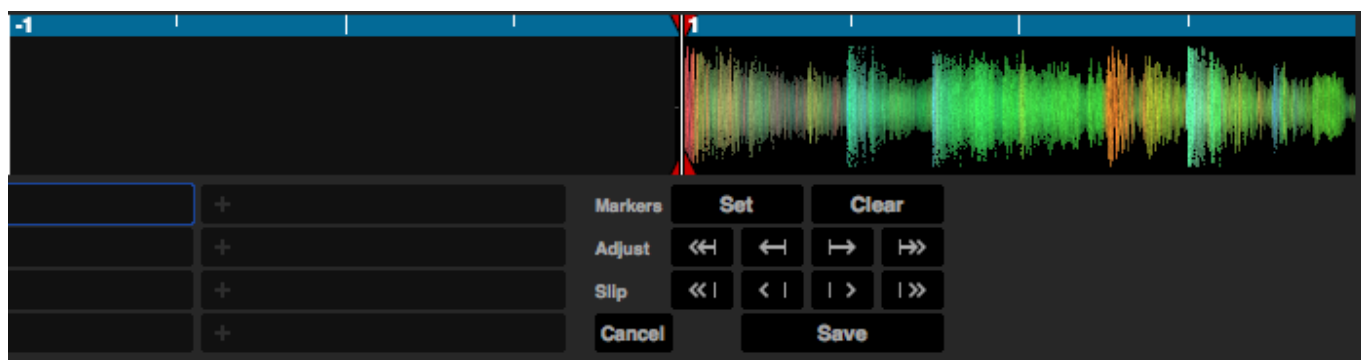 -1 1
+ Markers Set Clear
+ Adjust
+ Slip
+ Cancel Save